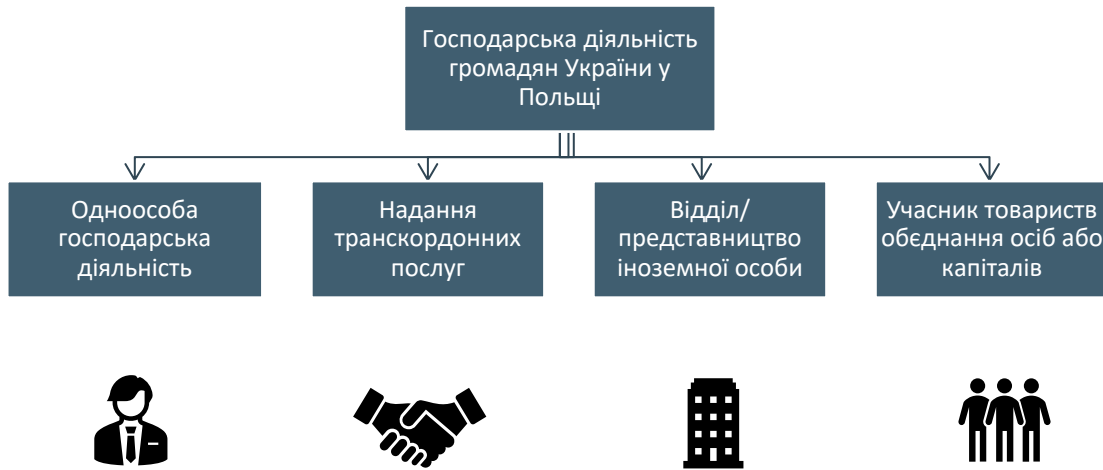 Господарська діяльність
громадян України у
Польщі
Одноособа
господарська
діяльність
Надання
транскордонних
послуг
Відділ/
представництво
іноземної особи
Учасник товариств
обєднання осіб або
капіталів